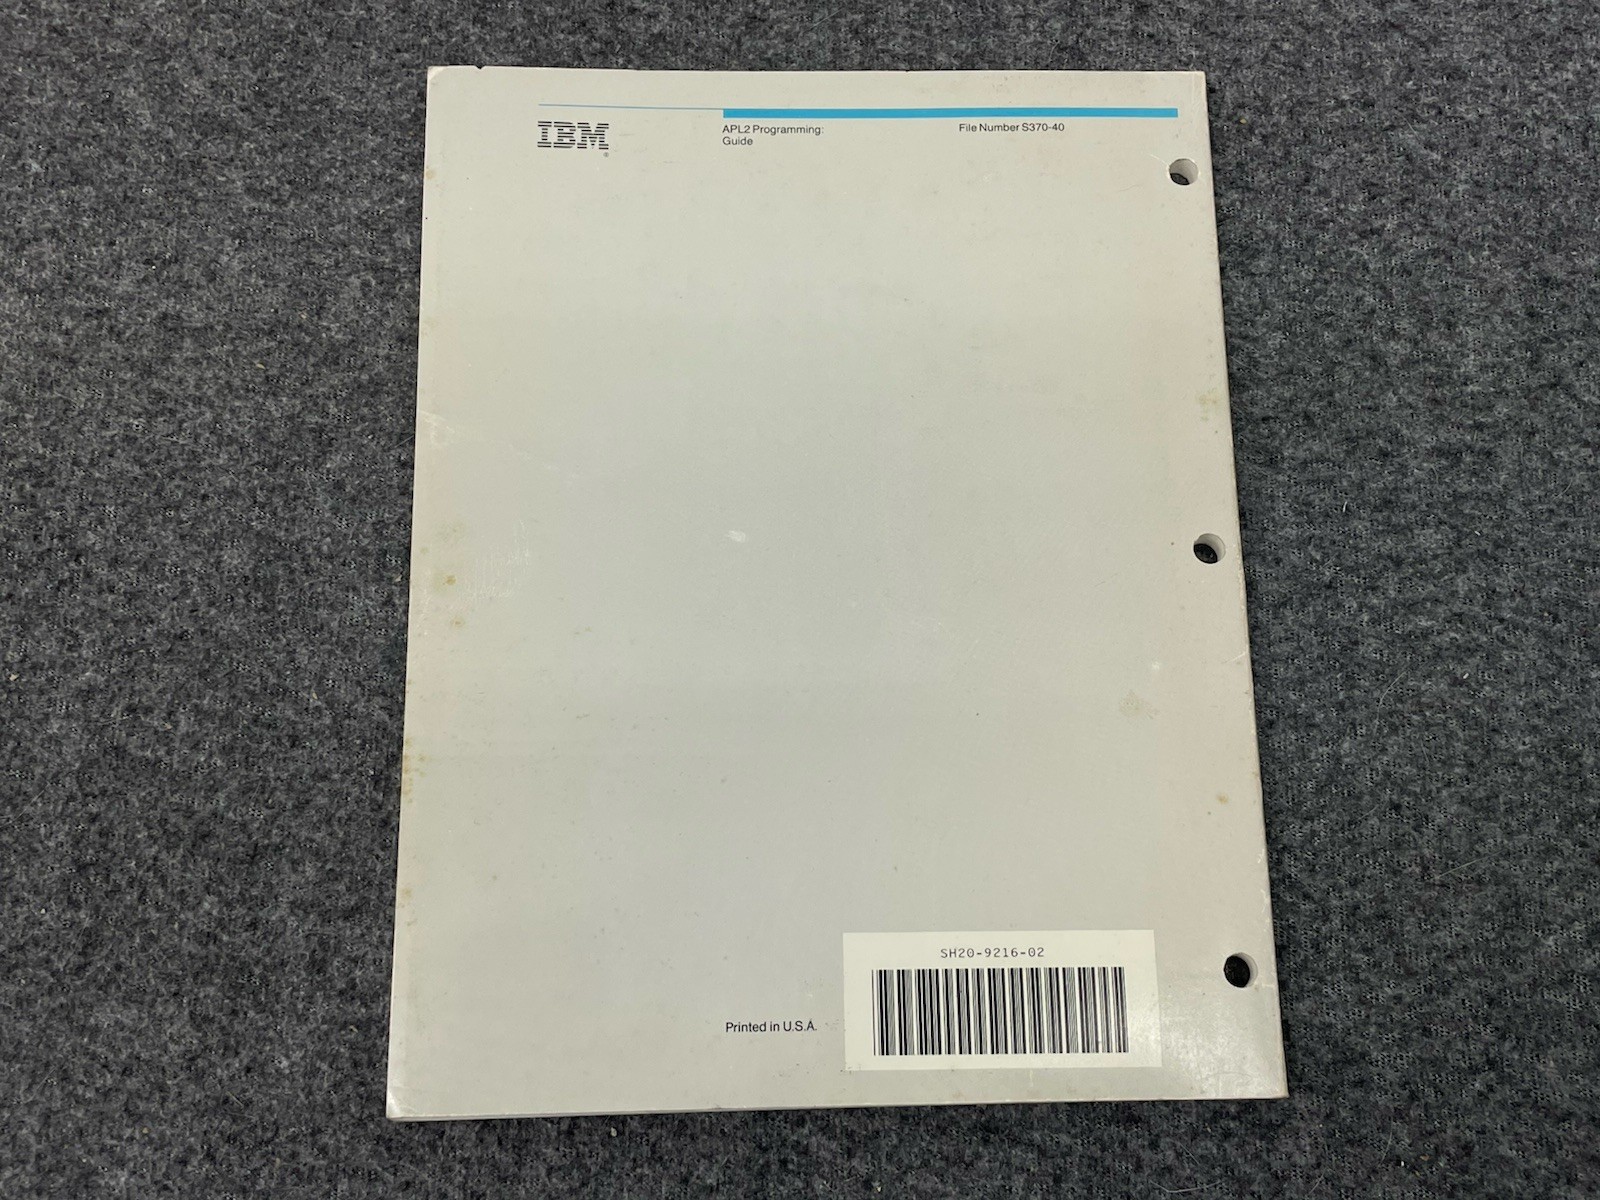 IBM®
APL2 Programming:
Guide
File Number S370-40
SH20-9216-02
Printed in U.S.A.